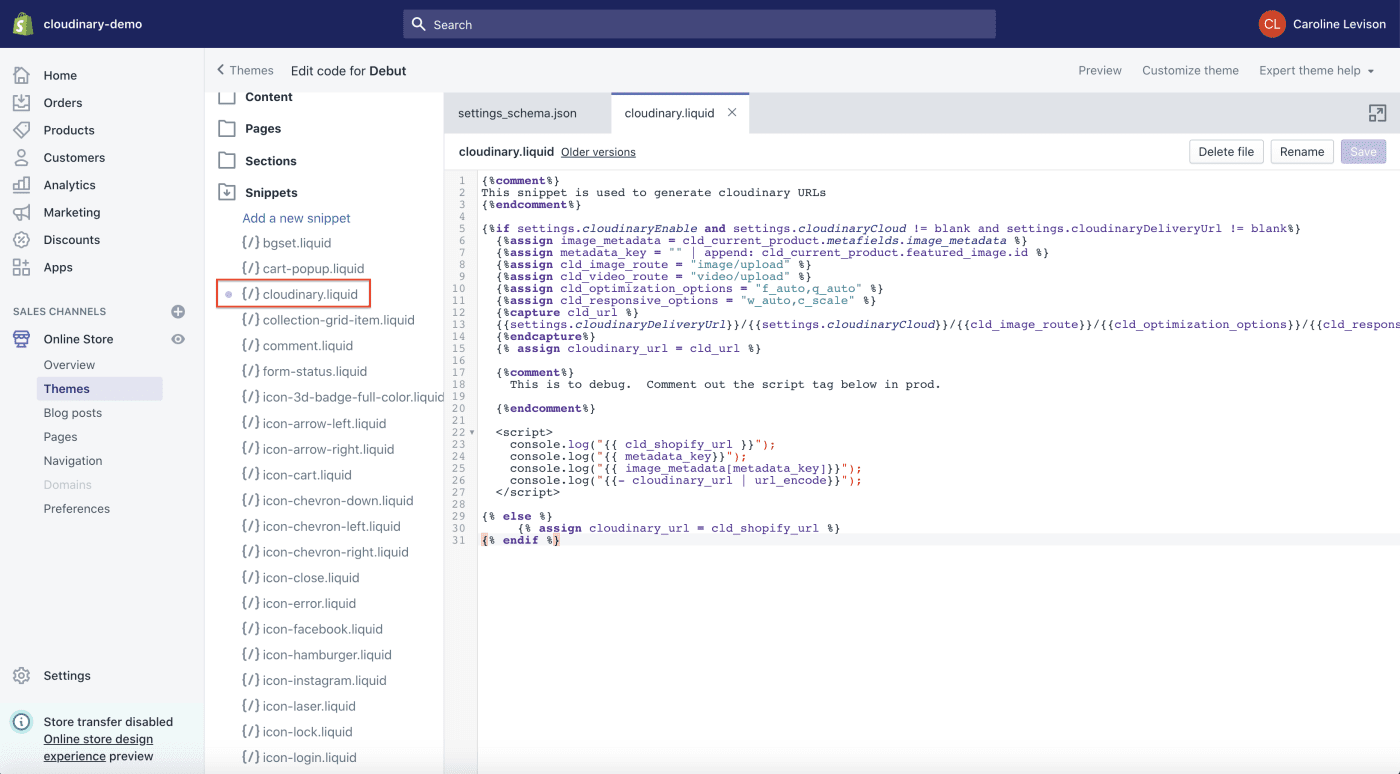 cloudinary-demo
Search
CL Caroline Levison
Home
Orders
Products
Customers
Analytics
Marketing
Discounts
Apps
SALES CHANNELS
Online Store
Overview
Themes
Blog posts
Pages
Navigation
Domains
Preferences
Settings
Store transfer disabled
Online store design
experience preview
Themes Edit code for Debut
Preview Customize theme Expert theme help
Content
Pages
Sections
Snippets
Add a new snippet
{/} bgset.liquid
{/} cart-popup.liquid
{/} cloudinary.liquid
{/} collection-grid-item.liquid
{/} comment.liquid
{/} form-status.liquid
{/} icon-3d-badge-full-color.liquid
{/} icon-arrow-left.liquid
{/} icon-arrow-right.liquid
{/} icon-cart.liquid
{/} icon-chevron-down.liquid
{/} icon-chevron-left.liquid
{/} icon-chevron-right.liquid
{/} icon-close.liquid
{/} icon-error.liquid
{/} icon-facebook.liquid
{/} icon-hamburger.liquid
{/} icon-instagram.liquid
{/} icon-laser.liquid
{/} icon-lock.liquid
{/} icon-login.liquid
settings_schema.json cloudinary.liquid
cloudinary.liquid Older versions
Delete file Rename Save
1 {%comment%}
2 This snippet is used to generate cloudinary URLs
3 {%endcomment%}
4
5 {%if settings.cloudinaryEnable and settings.cloudinaryCloud != blank and settings.cloudinaryDeliveryUrl != blank%}
6 {%assign image_metadata = cld_current_product.metafields.image_metadata %}
7 {%assign metadata_key = "" | append: cld_current_product.featured_image.id %}
8 {%assign cld_image_route = "image/upload" %}
9 {%assign cld_video_route = "video/upload" %}
10 {%assign cld_optimization_options = "f_auto,q_auto" %}
11 {%assign cld_responsive_options = "w_auto,c_scale" %}
12 {%capture cld_url %}
13 {{settings.cloudinaryDeliveryUrl}}/{{settings.cloudinaryCloud}}/{{cld_image_route}}/{{cld_optimization_options}}/{{cld_respons
14 {%endcapture%}
15 {% assign cloudinary_url = cld_url %}
16
17 {%comment%}
18 This is to debug. Comment out the script tag below in prod.
19
20 {%endcomment%}
21
22 <script>
23 console.log("{{ cld_shopify_url }}");
24 console.log("{{ metadata_key}}");
25 console.log("{{ image_metadata[metadata_key]}}");
26 console.log("{{- cloudinary_url | url_encode}}");
27 </script>
28
29 {% else %}
30 {% assign cloudinary_url = cld_shopify_url %}
31 {% endif %}